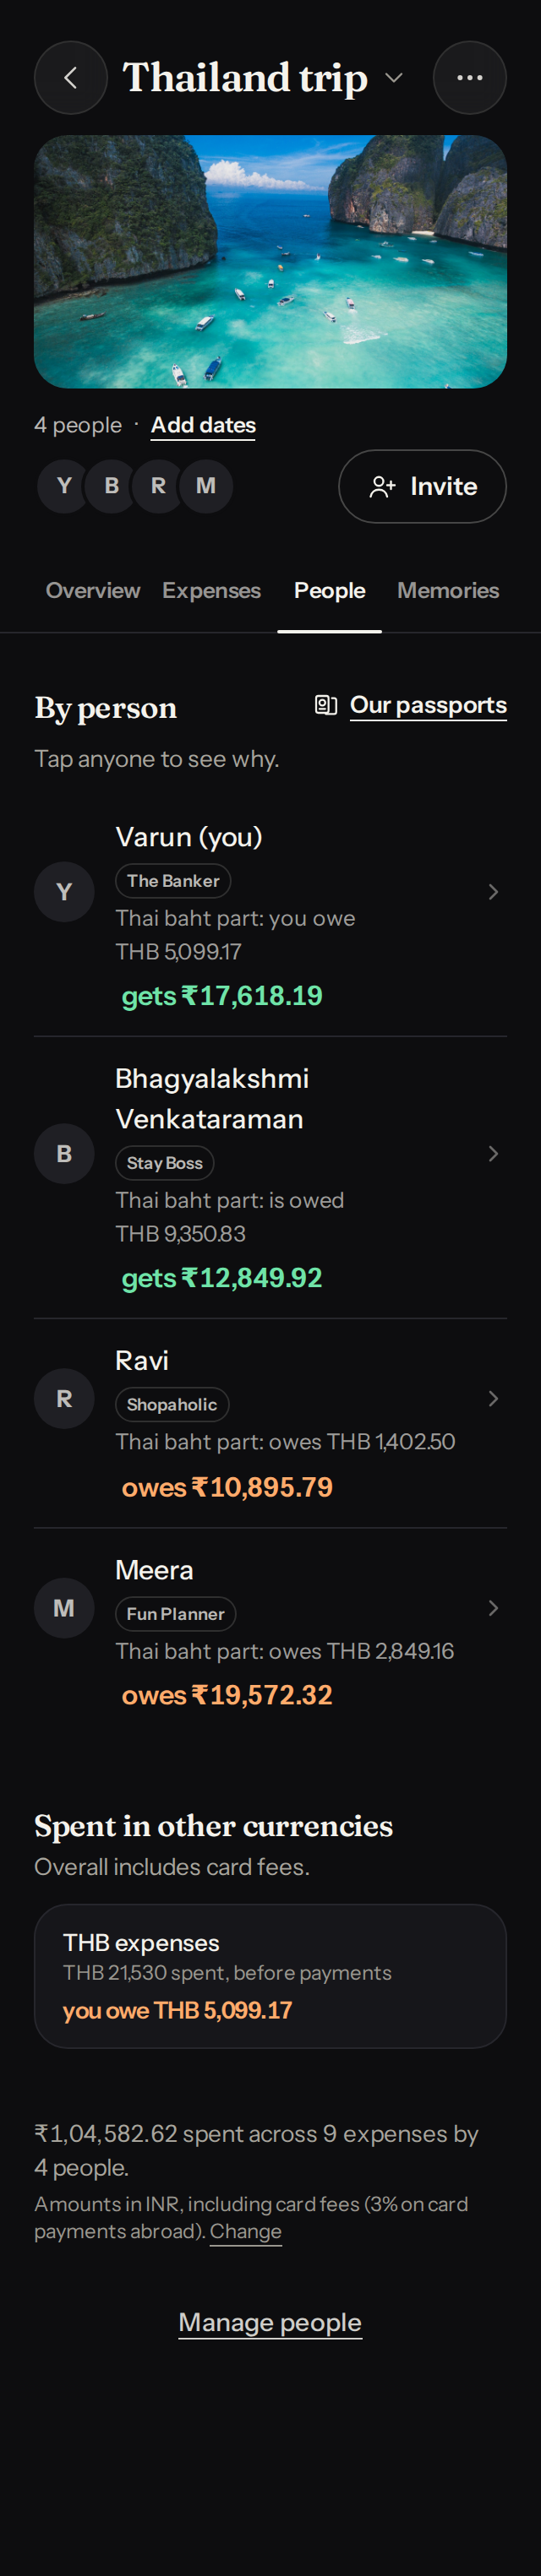 Thailand trip
4 people · Add dates
Y B R M
Invite
Overview Expenses People Memories
By person
Our passports
Tap anyone to see why.
Y
Varun (you)
The Banker
Thai baht part: you owe
THB 5,099.17
gets ₹17,618.19
B
Bhagyalakshmi
Venkataraman
Stay Boss
Thai baht part: is owed
THB 9,350.83
gets ₹12,849.92
R
Ravi
Shopaholic
Thai baht part: owes THB 1,402.50
owes ₹10,895.79
M
Meera
Fun Planner
Thai baht part: owes THB 2,849.16
owes ₹19,572.32
Spent in other currencies
Overall includes card fees.
THB expenses
THB 21,530 spent, before payments
you owe THB 5,099.17
₹1,04,582.62 spent across 9 expenses by
4 people.
Amounts in INR, including card fees (3% on card
payments abroad). Change
Manage people